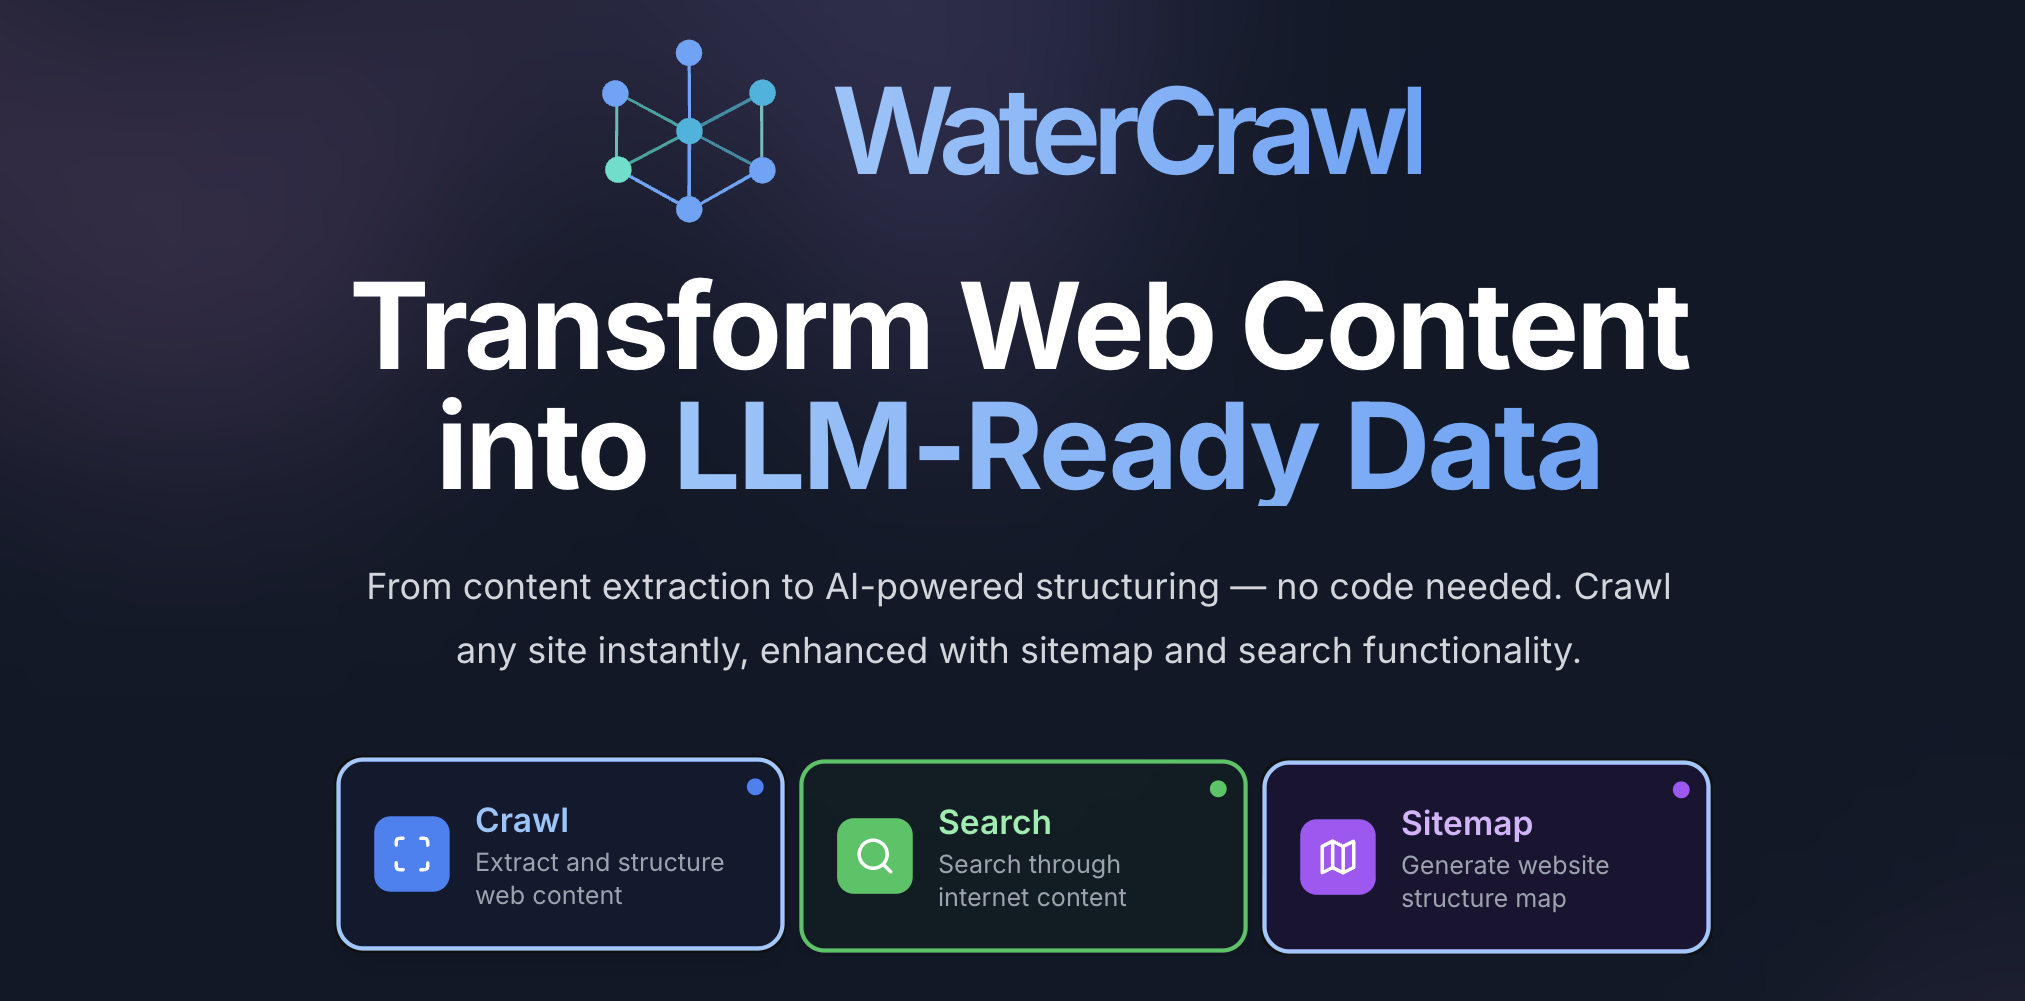 WaterCrawl
Transform Web Content
into LLM-Ready Data
From content extraction to AI-powered structuring — no code needed. Crawl
any site instantly, enhanced with sitemap and search functionality.
Crawl
Extract and structure
web content
Search
Search through
internet content
Sitemap
Generate website
structure map